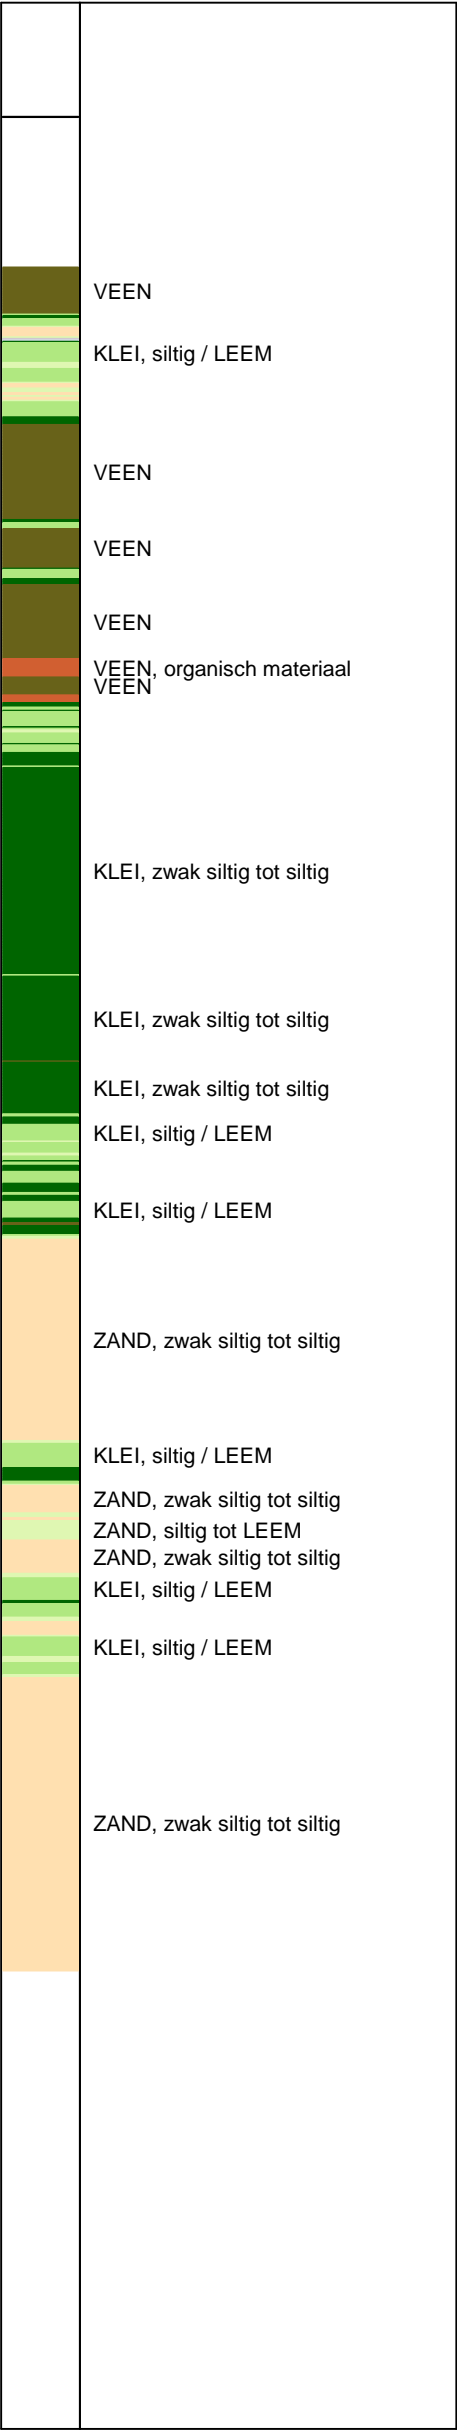 VEEN
KLEI, siltig / LEEM
VEEN
VEEN
VEEN
VEEN, organisch materiaal
VEEN
KLEI, zwak siltig tot siltig
KLEI, zwak siltig tot siltig
KLEI, zwak siltig tot siltig
KLEI, siltig / LEEM
KLEI, siltig / LEEM
ZAND, zwak siltig tot siltig
KLEI, siltig / LEEM
ZAND, zwak siltig tot siltig
ZAND, siltig tot LEEM
ZAND, zwak siltig tot siltig
KLEI, siltig / LEEM
KLEI, siltig / LEEM
ZAND, zwak siltig tot siltig